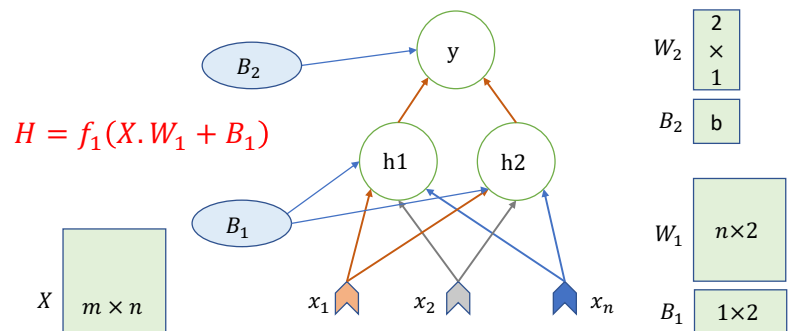 y
B₂
W₂
2
×
1
B₂
b
H = f₁(X.W₁ + B₁)
h1
h2
B₁
W₁
n×2
X
m × n
x₁
x₂
xₙ
B₁
1×2